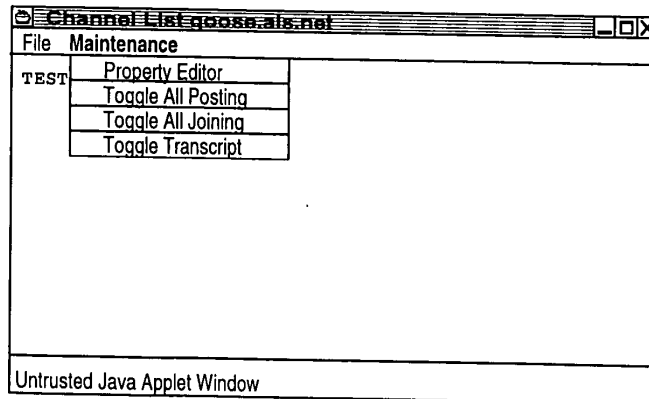 Channel List goose.als.net
File Maintenance
TEST
Property Editor
Toggle All Posting
Toggle All Joining
Toggle Transcript
Untrusted Java Applet Window